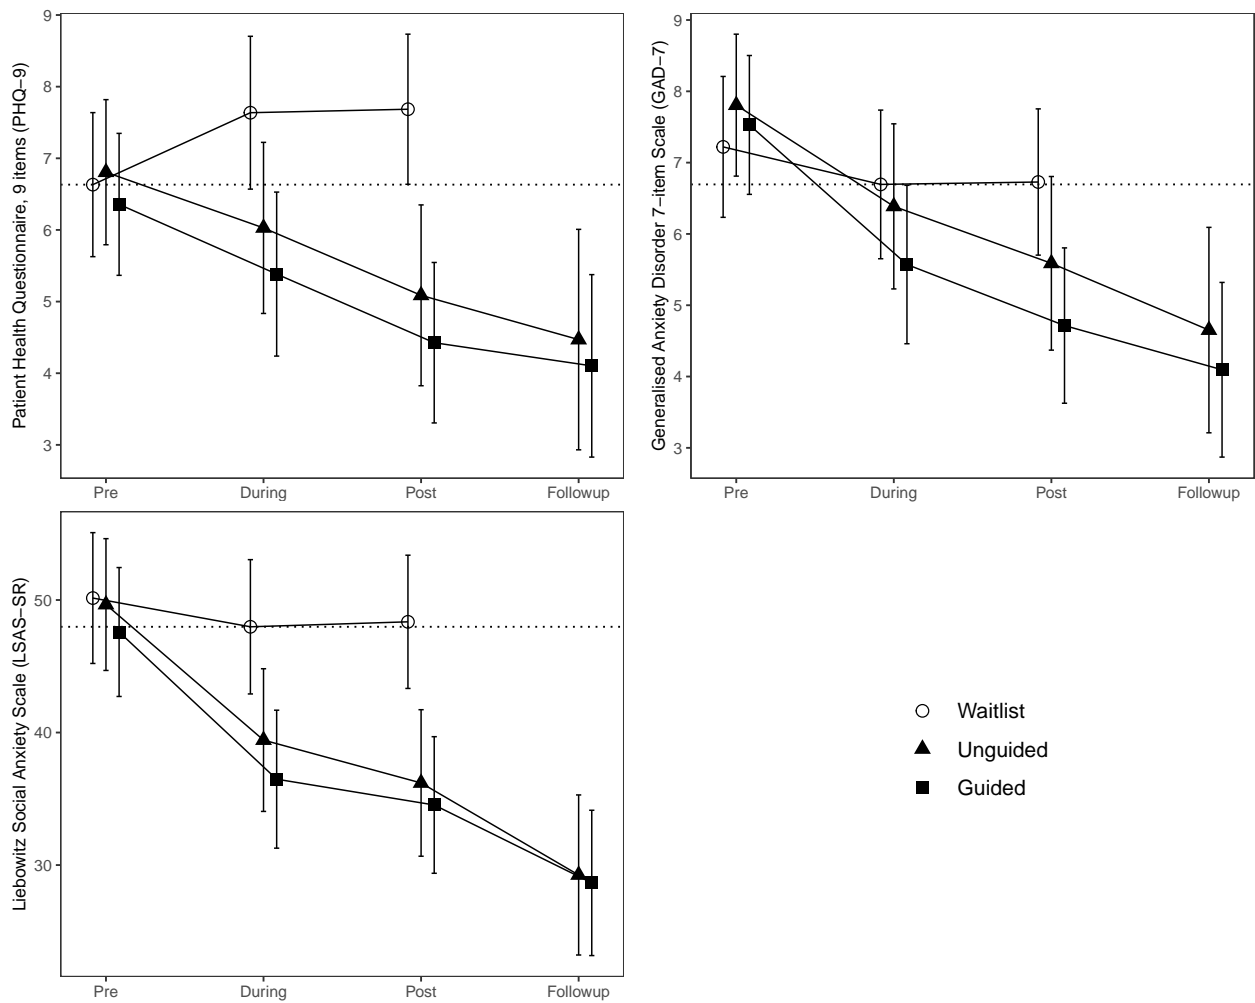 Patient Health Questionnaire, 9 items (PHQ−9)
9
8
7
6
5
4
3
Pre
During
Post
Followup
Generalised Anxiety Disorder 7−item Scale (GAD−7)
9
8
7
6
5
4
3
Pre
During
Post
Followup
Liebowitz Social Anxiety Scale (LSAS−SR)
50
40
30
Pre
During
Post
Followup
Waitlist
Unguided
Guided